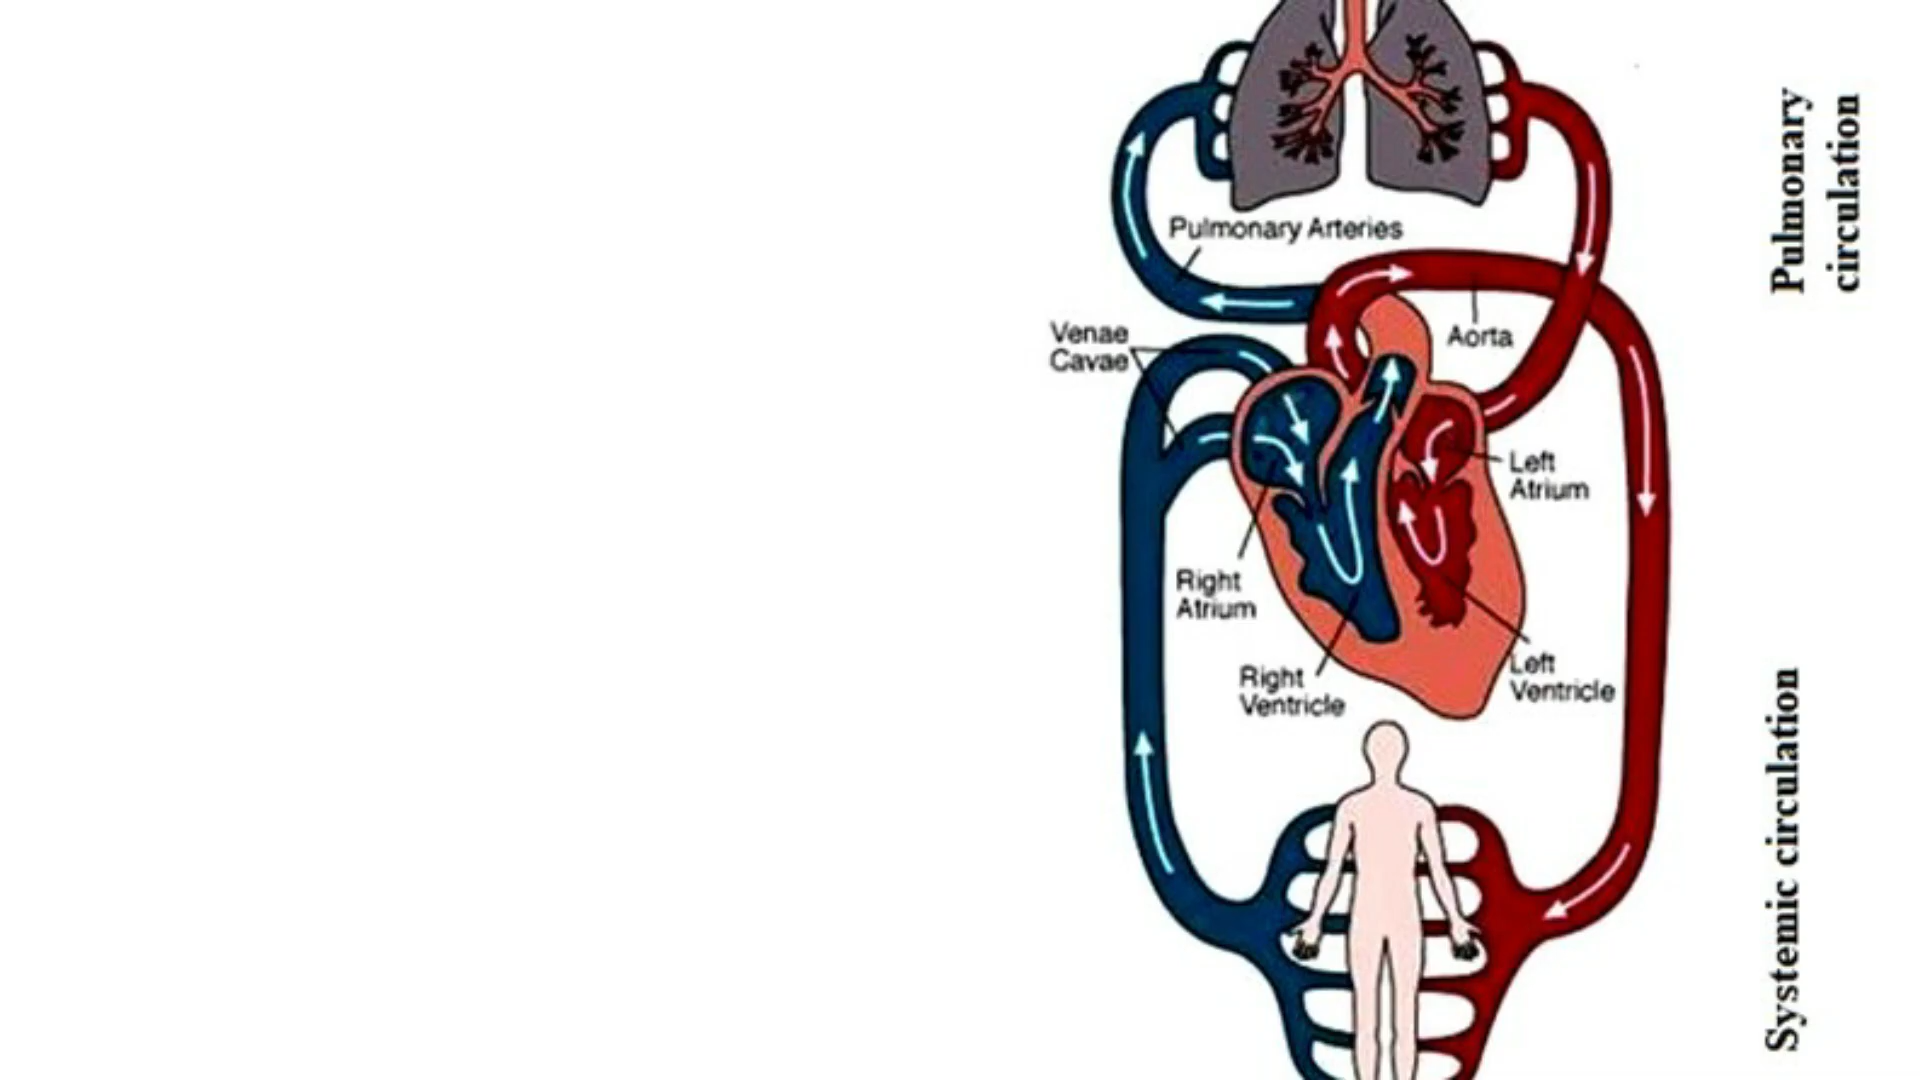 Pulmonary
circulation
Pulmonary Arteries
Venae
Cavae
Aorta
Left
Atrium
Right
Atrium
Right
Ventricle
Left
Ventricle
Systemic circulation